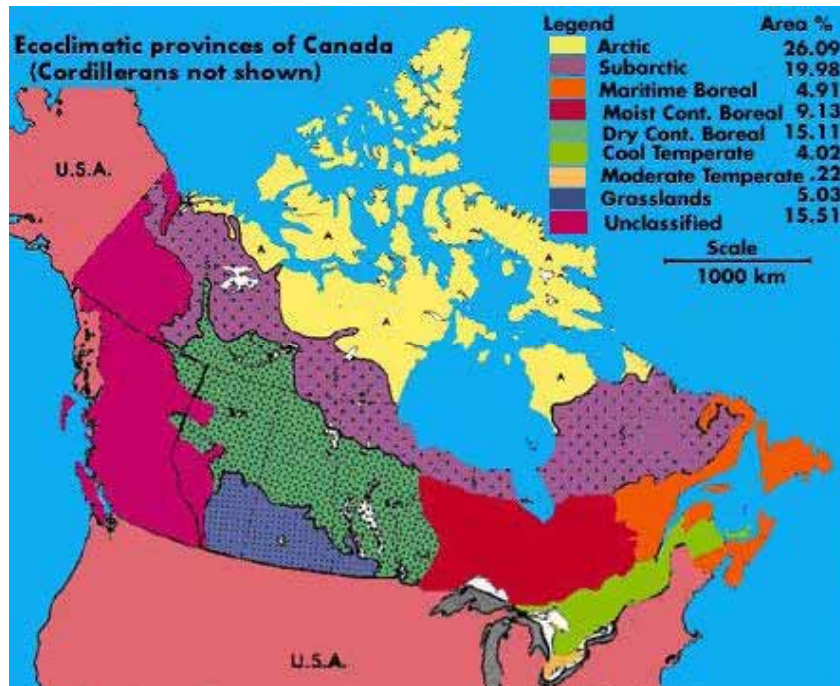 Ecoclimatic provinces of Canada
(Cordillerans not shown)
Legend Area %
Arctic 26.09
Subarctic 19.98
Maritime Boreal 4.91
Moist Cont. Boreal 9.13
Dry Cont. Boreal 15.11
Cool Temperate 4.02
Moderate Temperate .22
Grasslands 5.03
Unclassified 15.51
Scale
1000 km
U.S.A.
A
A
A
A
U.S.A.